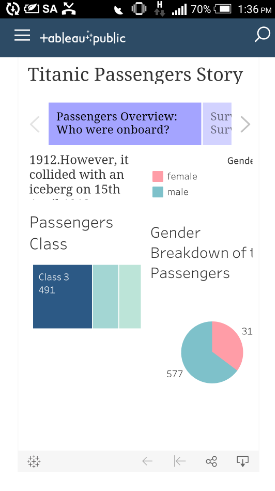 SA H 70% 1:36 PM
+ableau public
Titanic Passengers Story
Passengers Overview:
Who were onboard?
Surv
Surv
1912.However, it
collided with an
iceberg on 15th
Gende
female
male
Passengers
Class
Class 3
491
Gender
Breakdown of t
Passengers
31
577